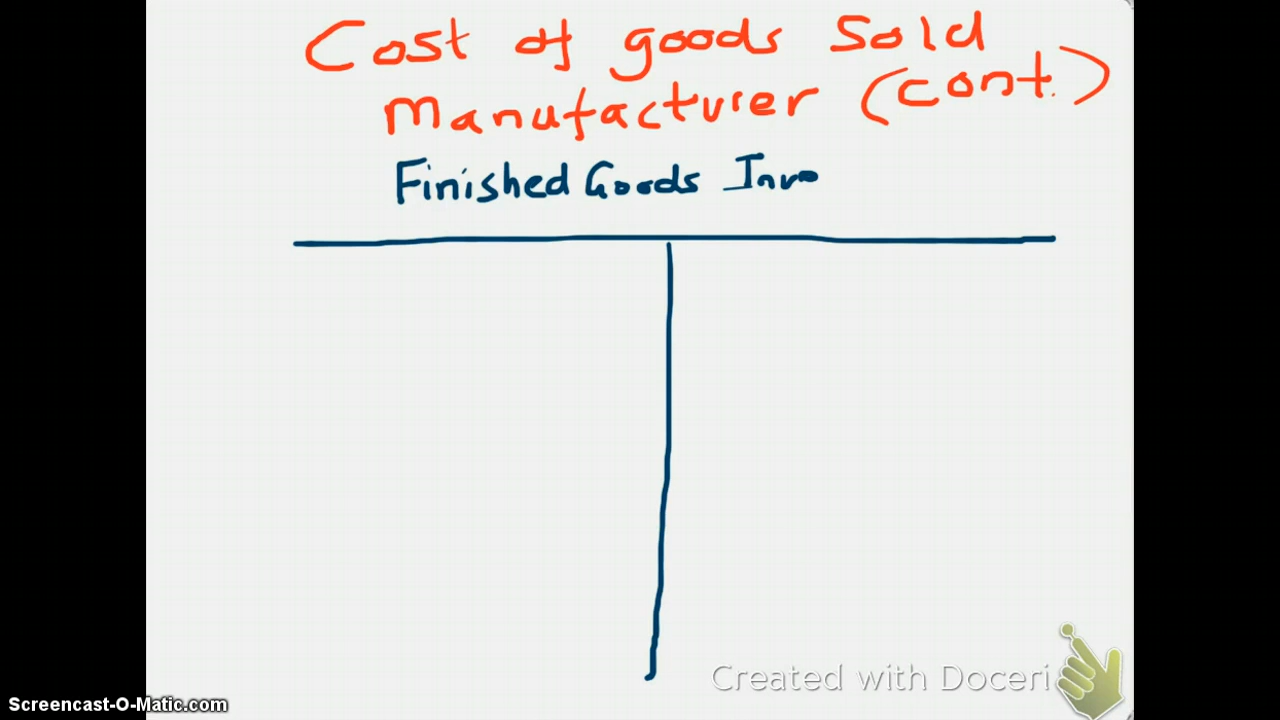 Cost of goods Sold
Manufacturer (cont.)
Finished Goods Inv
Created with Doceri
Screencast-O-Matic.com